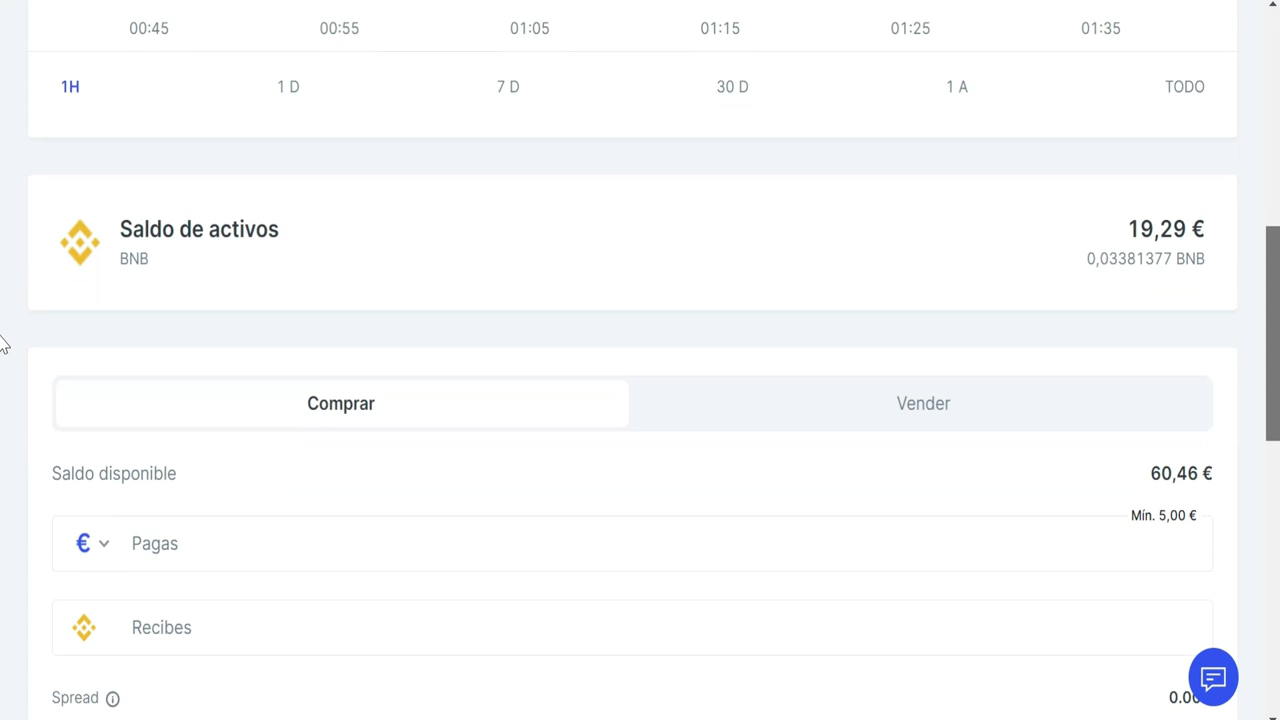 00:45 00:55 01:05 01:15 01:25 01:35
1H 1 D 7 D 30 D 1 A TODO
Saldo de activos 19,29 €
BNB 0,03381377 BNB
Comprar Vender
Saldo disponible 60,46 €
Mín. 5,00 €
€ Pagas
Recibes
Spread